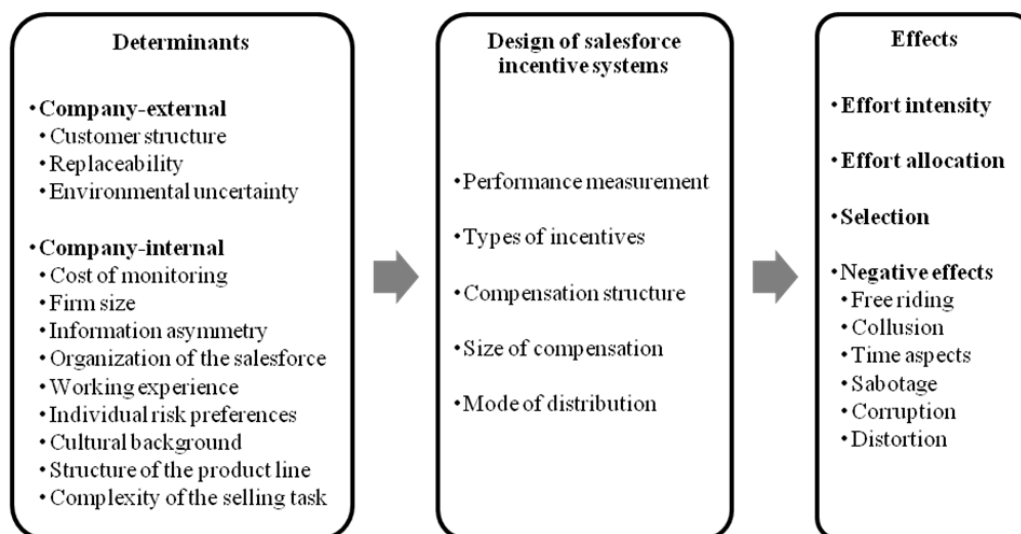 Determinants
• Company-external
• Customer structure
• Replaceability
• Environmental uncertainty
• Company-internal
• Cost of monitoring
• Firm size
• Information asymmetry
• Organization of the salesforce
• Working experience
• Individual risk preferences
• Cultural background
• Structure of the product line
• Complexity of the selling task
Design of salesforce
incentive systems
• Performance measurement
• Types of incentives
• Compensation structure
• Size of compensation
• Mode of distribution
Effects
• Effort intensity
• Effort allocation
• Selection
• Negative effects
• Free riding
• Collusion
• Time aspects
• Sabotage
• Corruption
• Distortion